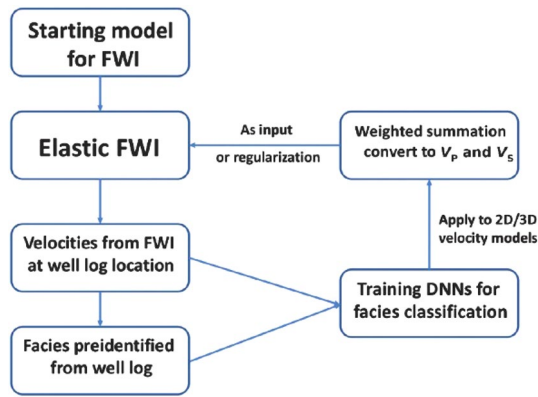 Starting model
for FWI
Elastic FWI
As input
or regularization
Weighted summation
convert to VP and VS
Velocities from FWI
at well log location
Apply to 2D/3D
velocity models
Training DNNs for
facies classification
Facies preidentified
from well log